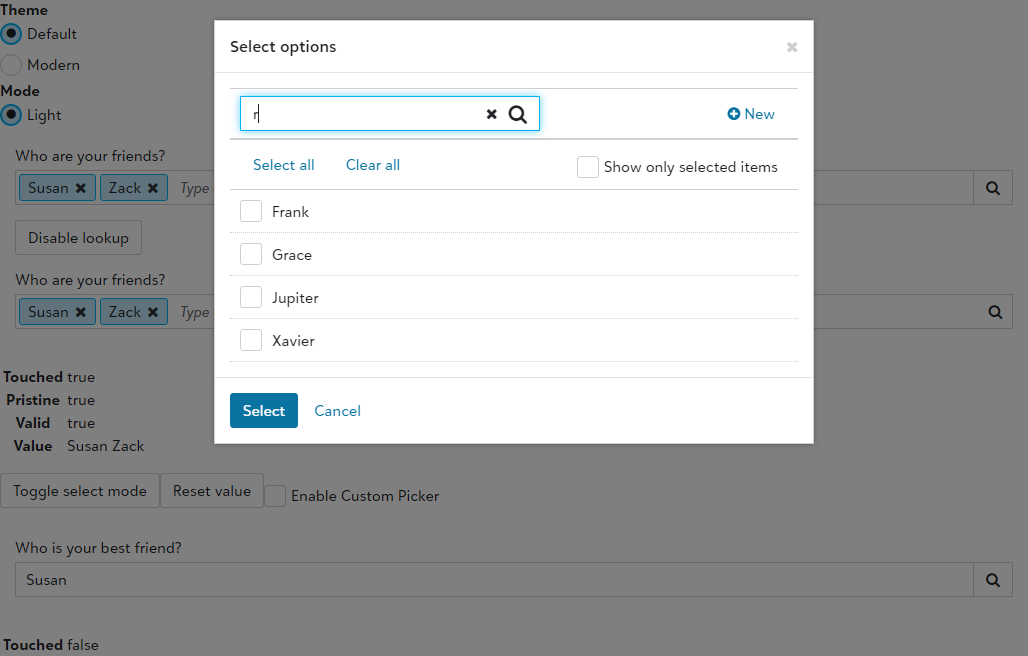 Theme
Default
Modern
Mode
Light
Who are your friends?
Susan ✖ Zack ✖ Type
Disable lookup
Who are your friends?
Susan ✖ Zack ✖ Type
Touched true
Pristine true
Valid true
Value Susan Zack
Toggle select mode Reset value Enable Custom Picker
Who is your best friend?
Susan
Touched false
Select options ×
r ✖ New
Select all Clear all Show only selected items
Frank
Grace
Jupiter
Xavier
Select Cancel